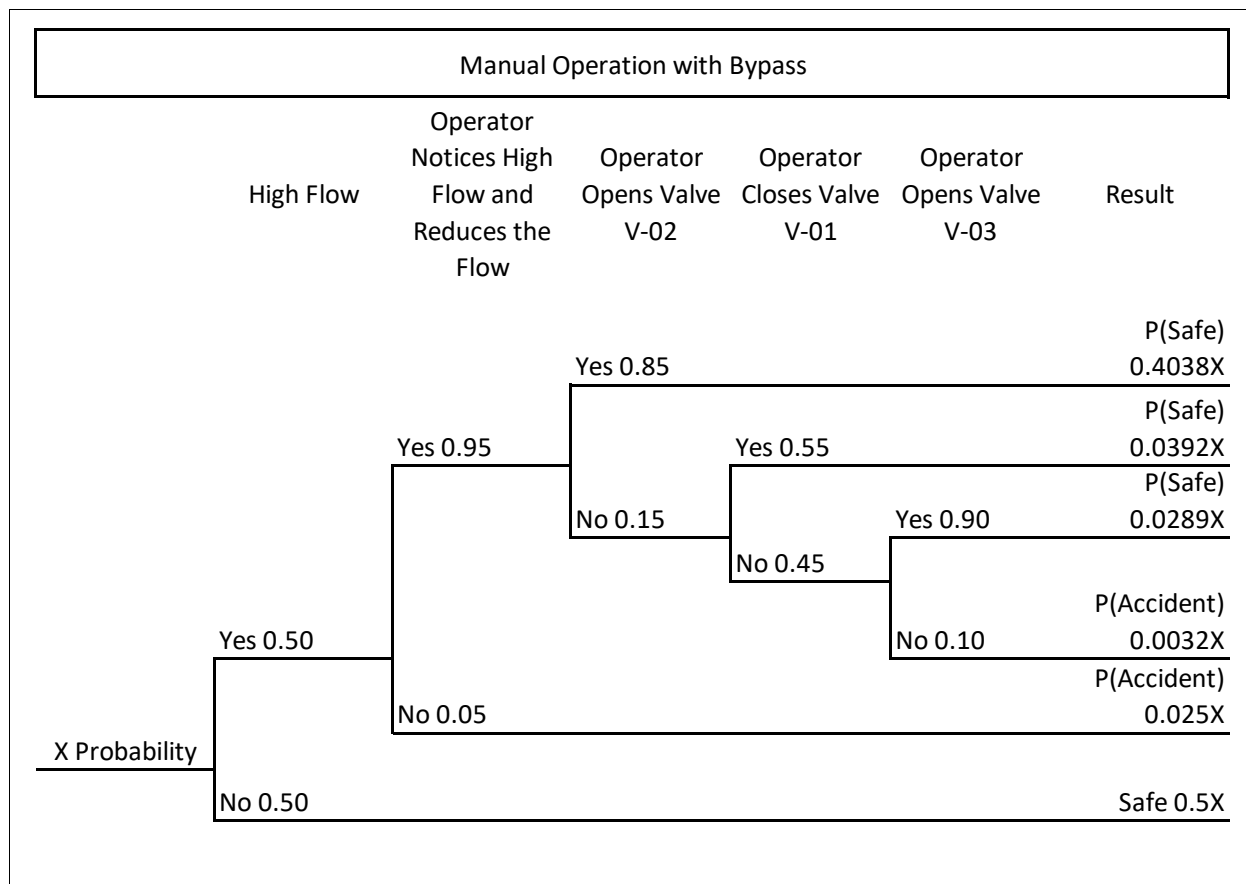 Manual Operation with Bypass
High Flow
Operator
Notices High
Flow and
Reduces the
Flow
Operator
Opens Valve
V-02
Operator
Closes Valve
V-01
Operator
Opens Valve
V-03
Result
P(Safe)
Yes 0.85
0.4038X
P(Safe)
Yes 0.95
Yes 0.55
0.0392X
P(Safe)
No 0.15
Yes 0.90
0.0289X
No 0.45
P(Accident)
Yes 0.50
No 0.10
0.0032X
P(Accident)
No 0.05
0.025X
X Probability
No 0.50
Safe 0.5X